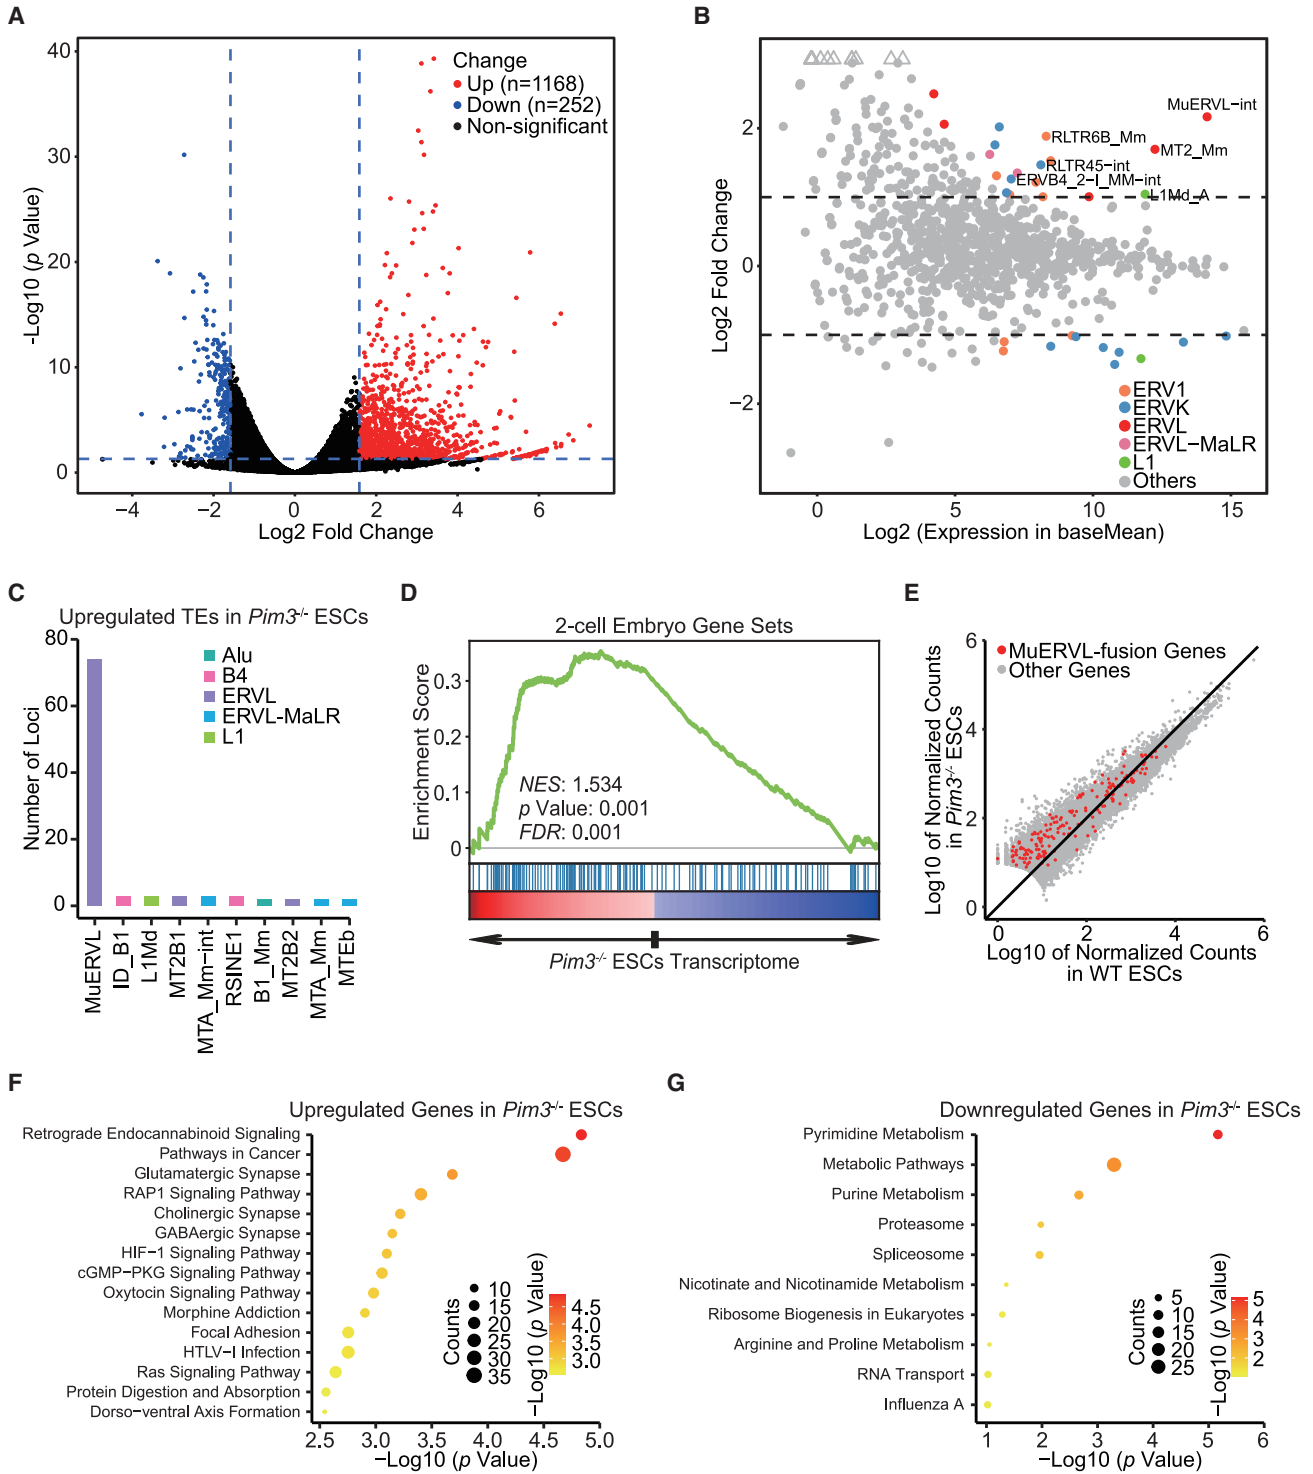 A
40
30
20
10
0
-Log10 (p Value)
Change
Up (n=1168)
Down (n=252)
Non-significant
−4
−2
0
2
4
6
Log2 Fold Change
B
2
0
−2
Log2 Fold Change
MuERVL-int
RLTR6B_Mm
MT2_Mm
RLTR45-int
ERVB4_2-I_MM-int
L1Md_A
ERV1
ERVK
ERVL
ERVL−MaLR
L1
Others
0
5
10
15
Log2 (Expression in baseMean)
C
Upregulated TEs in Pim3-/- ESCs
80
60
40
20
0
Number of Loci
Alu
B4
ERVL
ERVL-MaLR
L1
MuERVL
ID_B1
L1Md
MT2B1
MTA_Mm-int
RSINE1
B1_Mm
MT2B2
MTA_Mm
MTEb
D
2-cell Embryo Gene Sets
0.3
0.2
0.1
0
Enrichment Score
NES: 1.534
p Value: 0.001
FDR: 0.001
Pim3-/- ESCs Transcriptome
E
6
4
2
0
Log10 of Normalized Counts
in Pim3-/- ESCs
MuERVL-fusion Genes
Other Genes
0
2
4
6
Log10 of Normalized Counts
in WT ESCs
F
Upregulated Genes in Pim3-/- ESCs
Retrograde Endocannabinoid Signaling
Pathways in Cancer
Glutamatergic Synapse
RAP1 Signaling Pathway
Cholinergic Synapse
GABAergic Synapse
HIF−1 Signaling Pathway
cGMP−PKG Signaling Pathway
Oxytocin Signaling Pathway
Morphine Addiction
Focal Adhesion
HTLV−I Infection
Ras Signaling Pathway
Protein Digestion and Absorption
Dorso−ventral Axis Formation
Counts
10
15
20
25
30
35
−Log10 (p Value)
4.5
4.0
3.5
3.0
2.5
3.0
3.5
4.0
4.5
5.0
−Log10 (p Value)
G
Downregulated Genes in Pim3-/- ESCs
Pyrimidine Metabolism
Metabolic Pathways
Purine Metabolism
Proteasome
Spliceosome
Nicotinate and Nicotinamide Metabolism
Ribosome Biogenesis in Eukaryotes
Arginine and Proline Metabolism
RNA Transport
Influenza A
Counts
5
10
15
20
25
−Log10 (p Value)
5
4
3
2
1
2
3
4
5
6
−Log10 (p Value)